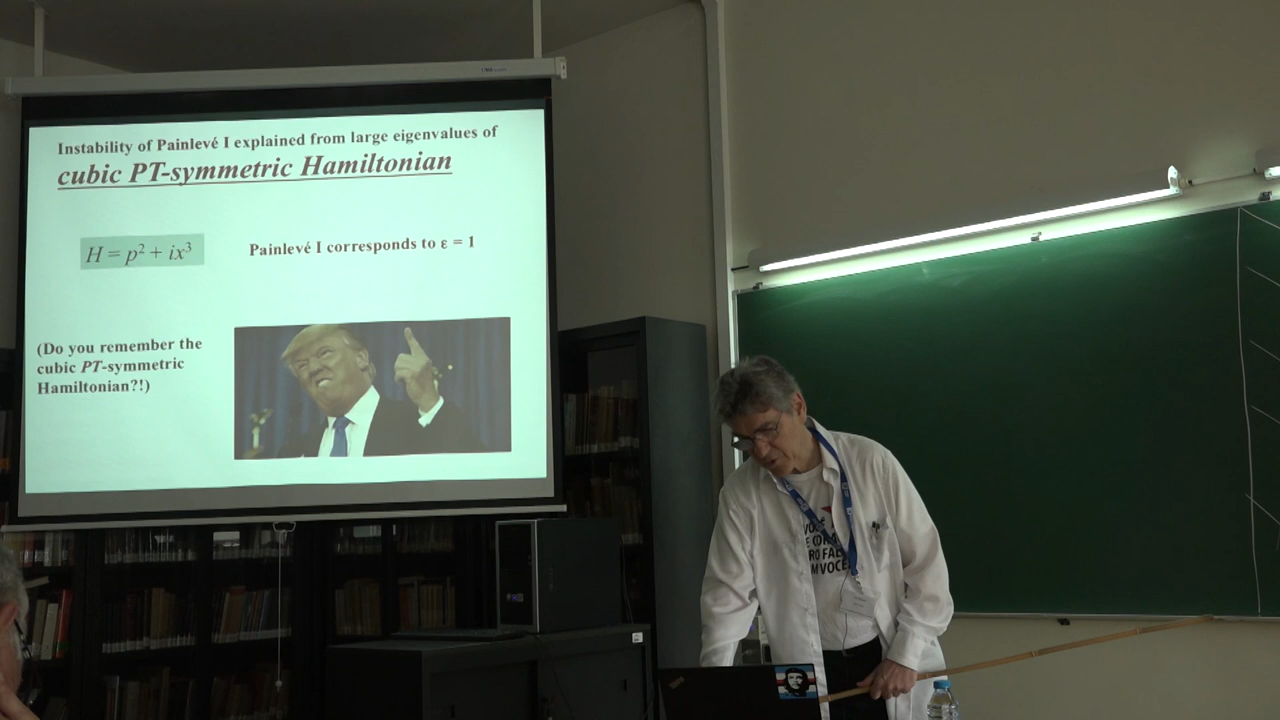 Instability of Painlevé I explained from large eigenvalues of
cubic PT-symmetric Hamiltonian
H = p² + ix³
Painlevé I corresponds to ε = 1
(Do you remember the
cubic PT-symmetric
Hamiltonian?!)